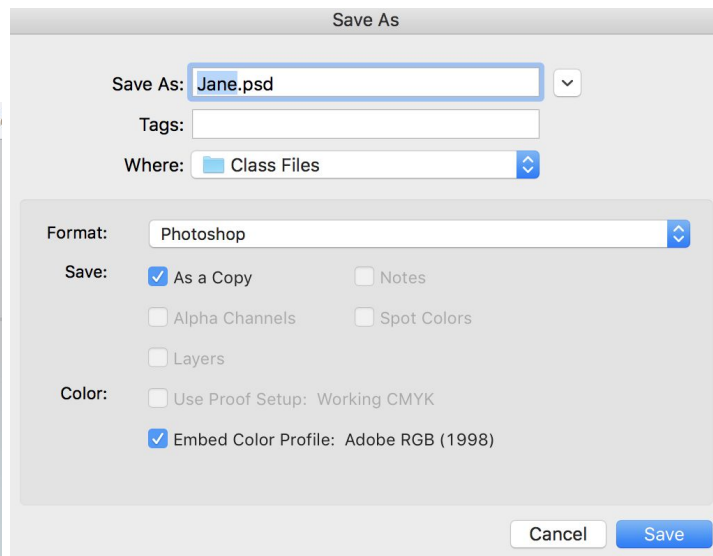 Save As
Save As: Jane.psd
Tags:
Where: Class Files
Format: Photoshop
Save: As a Copy Notes
Alpha Channels Spot Colors
Layers
Color: Use Proof Setup: Working CMYK
Embed Color Profile: Adobe RGB (1998)
Cancel Save